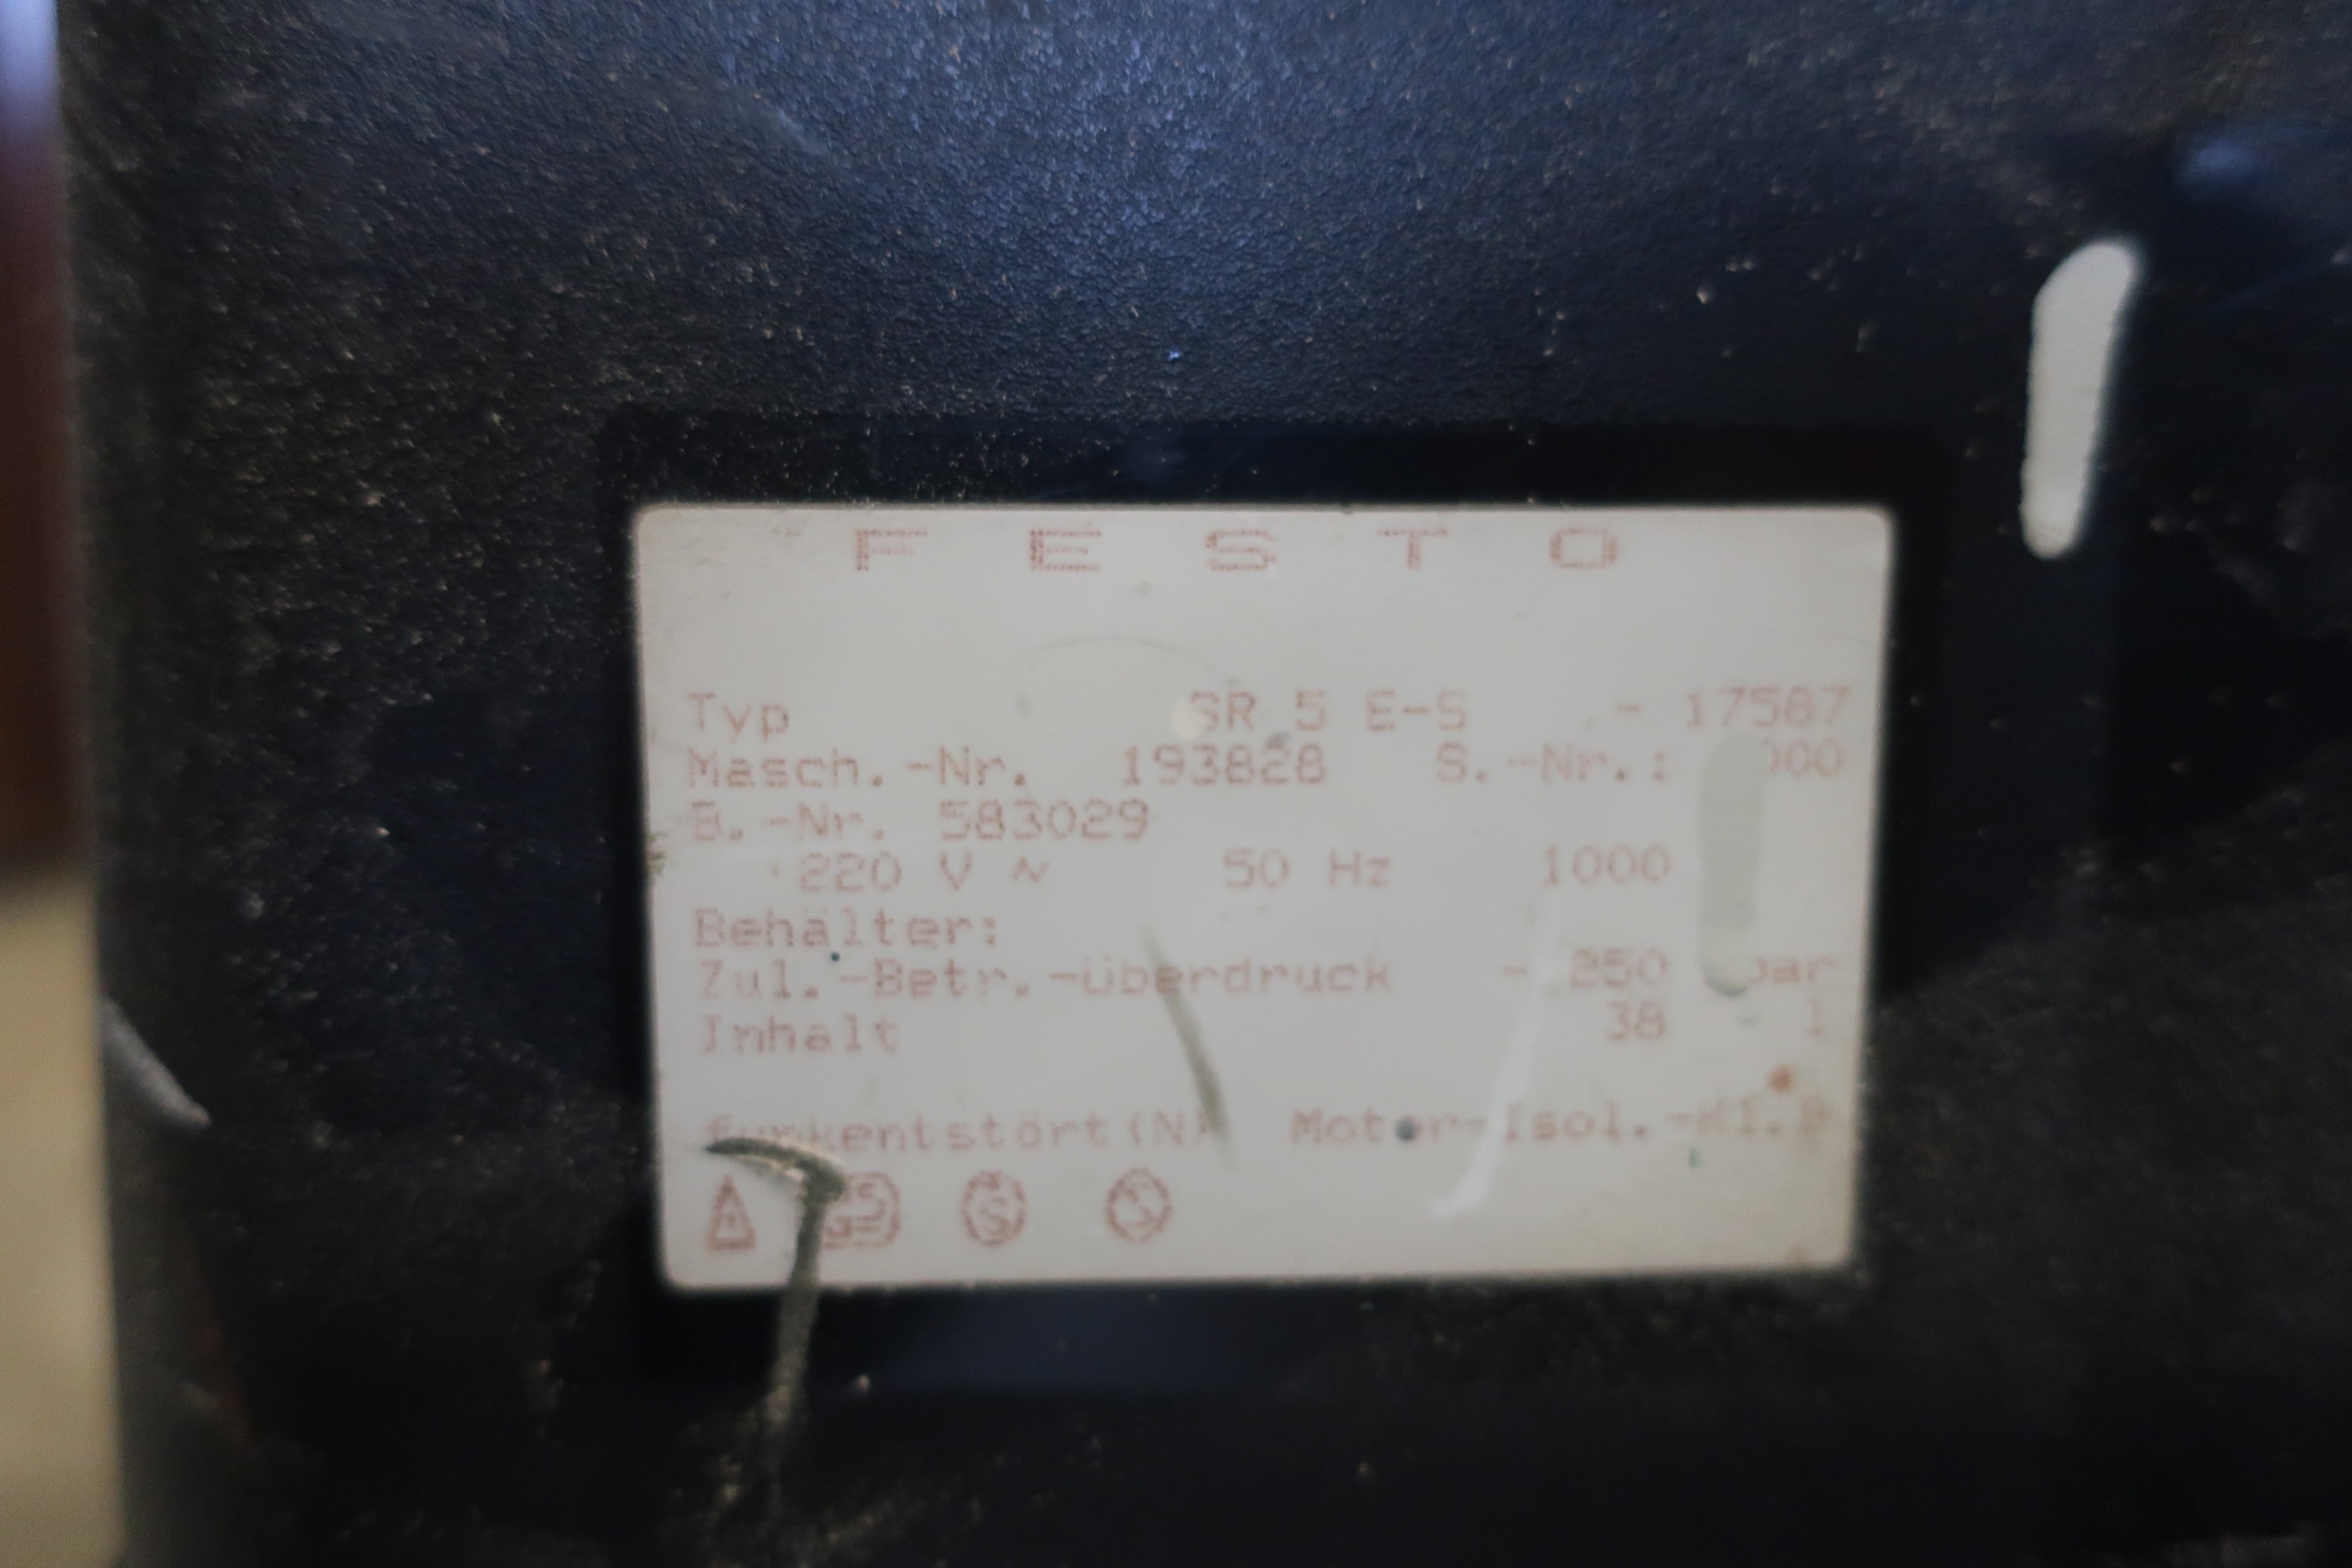 FESTO
Typ SR 5 E-S - 17587
Masch.-Nr. 193828 S.-Nr.:
B.-Nr. 583029
220 V ~ 50 Hz 1000
Behälter:
Zul.-Betr.-Überdruck - 250
Inhalt 38 l
funkentstört(N) Motor-Isol.-Kl.B